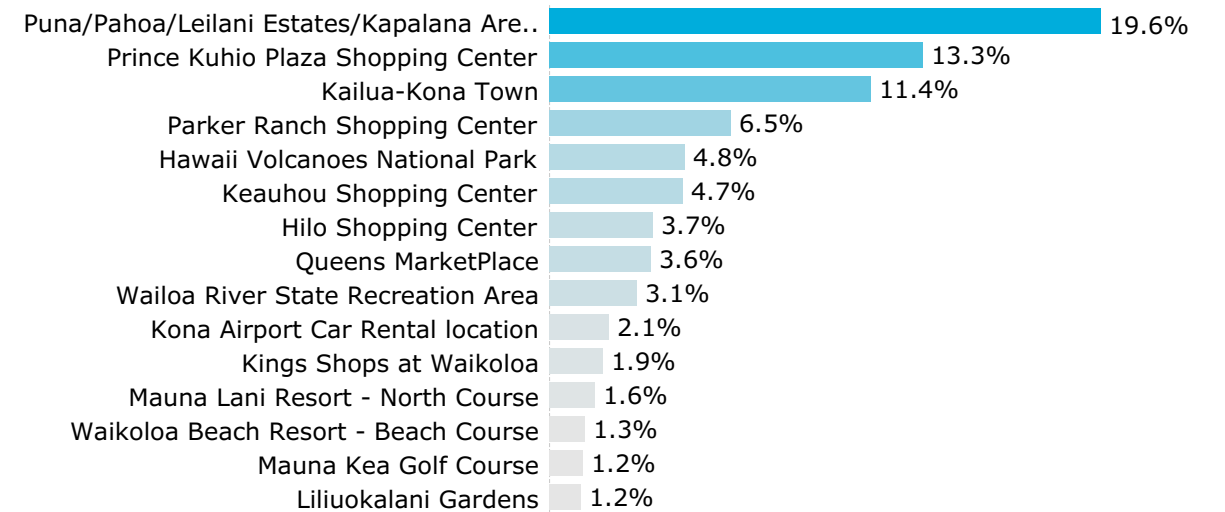 Puna/Pahoa/Leilani Estates/Kapalana Are.. 19.6%
Prince Kuhio Plaza Shopping Center 13.3%
Kailua-Kona Town 11.4%
Parker Ranch Shopping Center 6.5%
Hawaii Volcanoes National Park 4.8%
Keauhou Shopping Center 4.7%
Hilo Shopping Center 3.7%
Queens MarketPlace 3.6%
Wailoa River State Recreation Area 3.1%
Kona Airport Car Rental location 2.1%
Kings Shops at Waikoloa 1.9%
Mauna Lani Resort - North Course 1.6%
Waikoloa Beach Resort - Beach Course 1.3%
Mauna Kea Golf Course 1.2%
Liliuokalani Gardens 1.2%